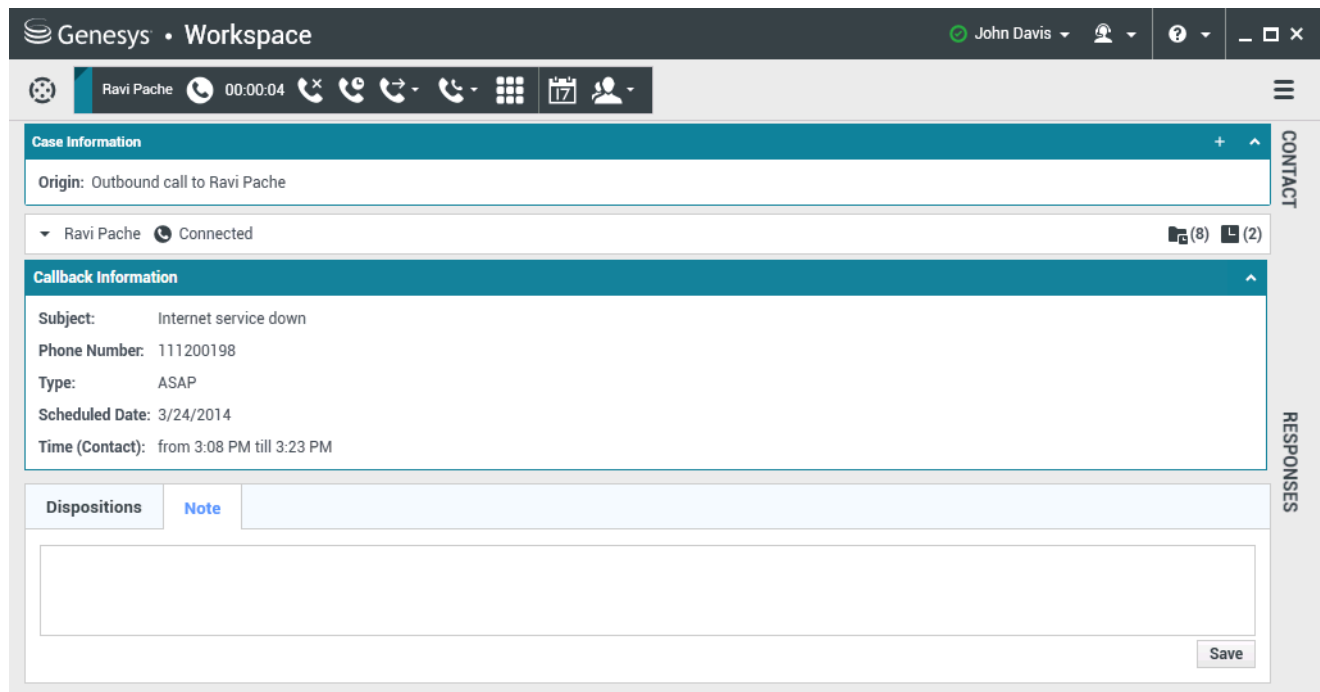 Genesys • Workspace
John Davis
Ravi Pache 00:00:04 17
Case Information
Origin: Outbound call to Ravi Pache
Ravi Pache Connected (8) (2)
Callback Information
Subject: Internet service down
Phone Number: 111200198
Type: ASAP
Scheduled Date: 3/24/2014
Time (Contact): from 3:08 PM till 3:23 PM
Dispositions Note
Save
CONTACT
RESPONSES